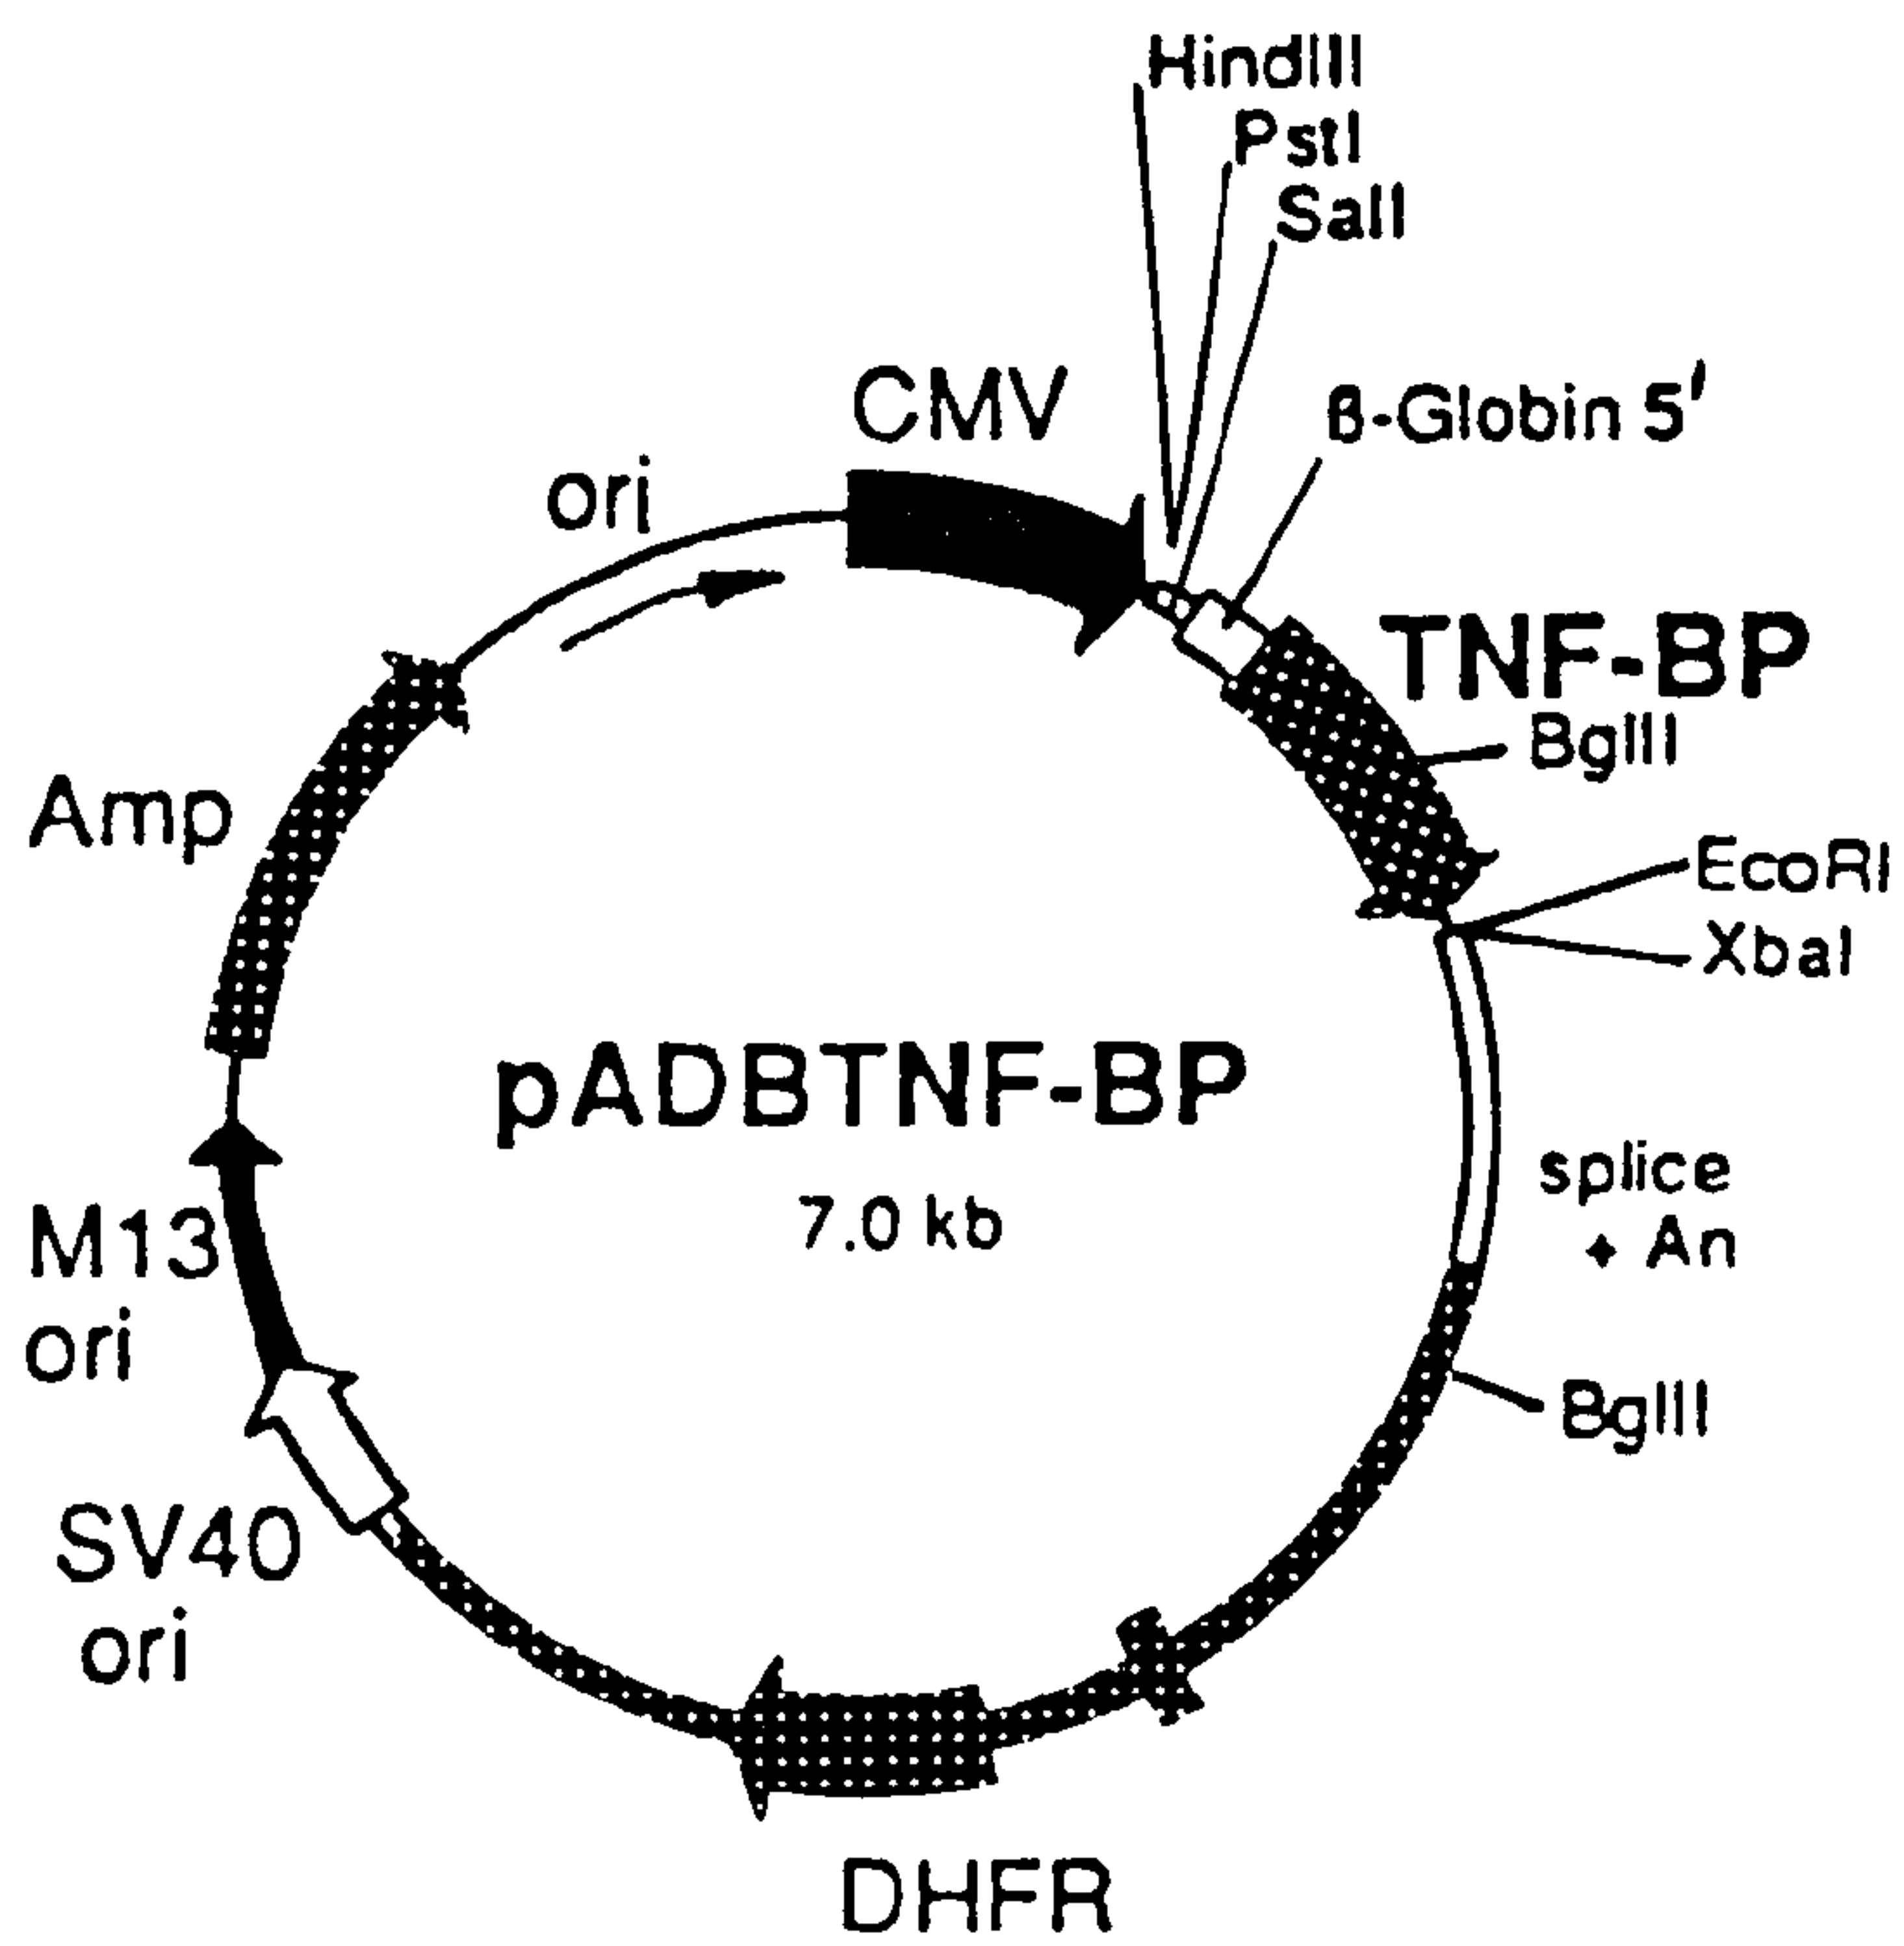 HindIII
PstI
SalI
CMV
β-Globin 5'
ori
TNF-BP
BglII
Amp
EcoRI
XbaI
pADBTNF-BP
7.0 kb
splice
+ An
M13
ori
BglII
SV40
ori
DHFR